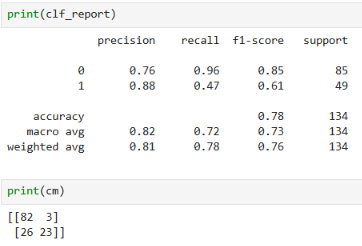 print(clf_report)
precision recall f1-score support
0 0.76 0.96 0.85 85
1 0.88 0.47 0.61 49
accuracy 0.78 134
macro avg 0.82 0.72 0.73 134
weighted avg 0.81 0.78 0.76 134
print(cm)
[[82 3]
[26 23]]